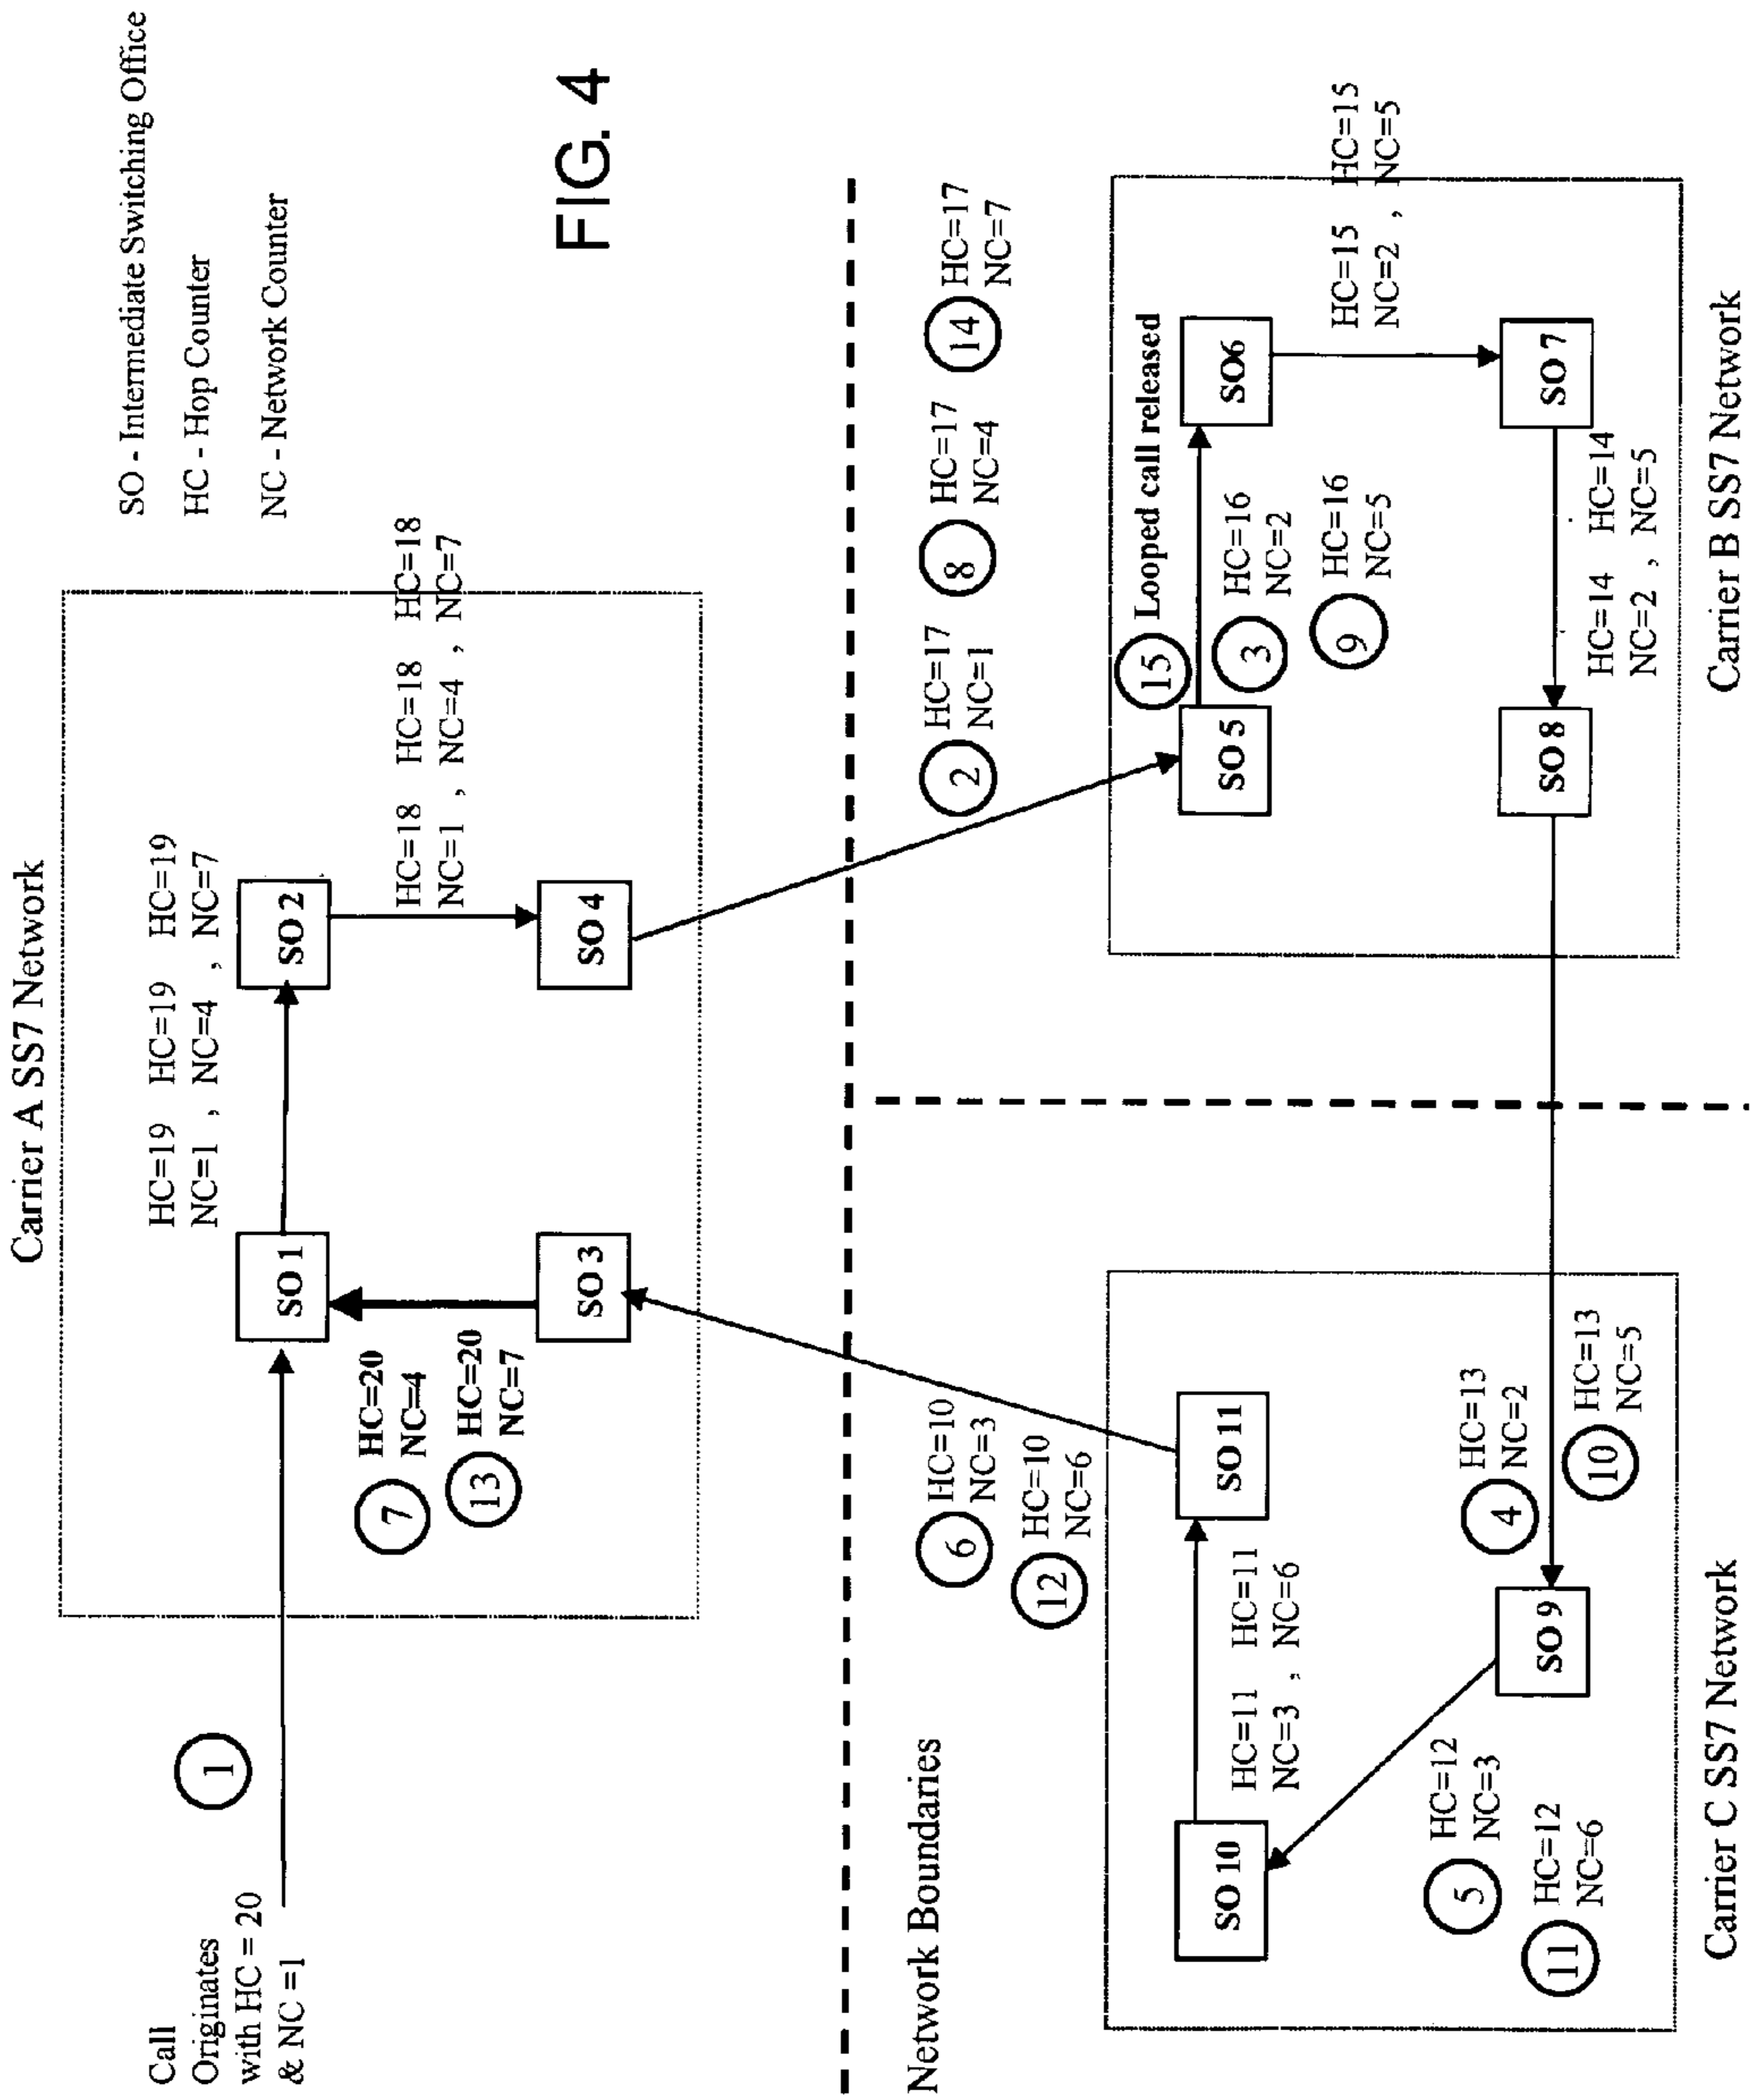 Carrier A SS7 Network
SO - Intermediate Switching Office
HC - Hop Counter
NC - Network Counter
FIG. 4
Call
Originates
with HC = 20
& NC =1
1
HC=19 HC=19 HC=19
NC=1 , NC=4 , NC=7
SO 1
SO 2
HC=18 HC=18 HC=18
NC=1 , NC=4 , NC=7
7
HC=20
NC=4
13
HC=20
NC=7
SO 3
SO 4
Network Boundaries
6
HC=10
NC=3
12
HC=10
NC=6
2
HC=17
NC=1
8
HC=17
NC=4
14
HC=17
NC=7
15
Looped call released
SO 5
SO6
3
HC=16
NC=2
9
HC=16
NC=5
HC=15 HC=15
NC=2 , NC=5
SO 7
SO 8
HC=14 HC=14
NC=2 , NC=5
Carrier B SS7 Network
SO 10
SO 11
HC=11 HC=11
NC=3 , NC=6
4
HC=13
NC=2
10
HC=13
NC=5
SO 9
5
HC=12
NC=3
11
HC=12
NC=6
Carrier C SS7 Network